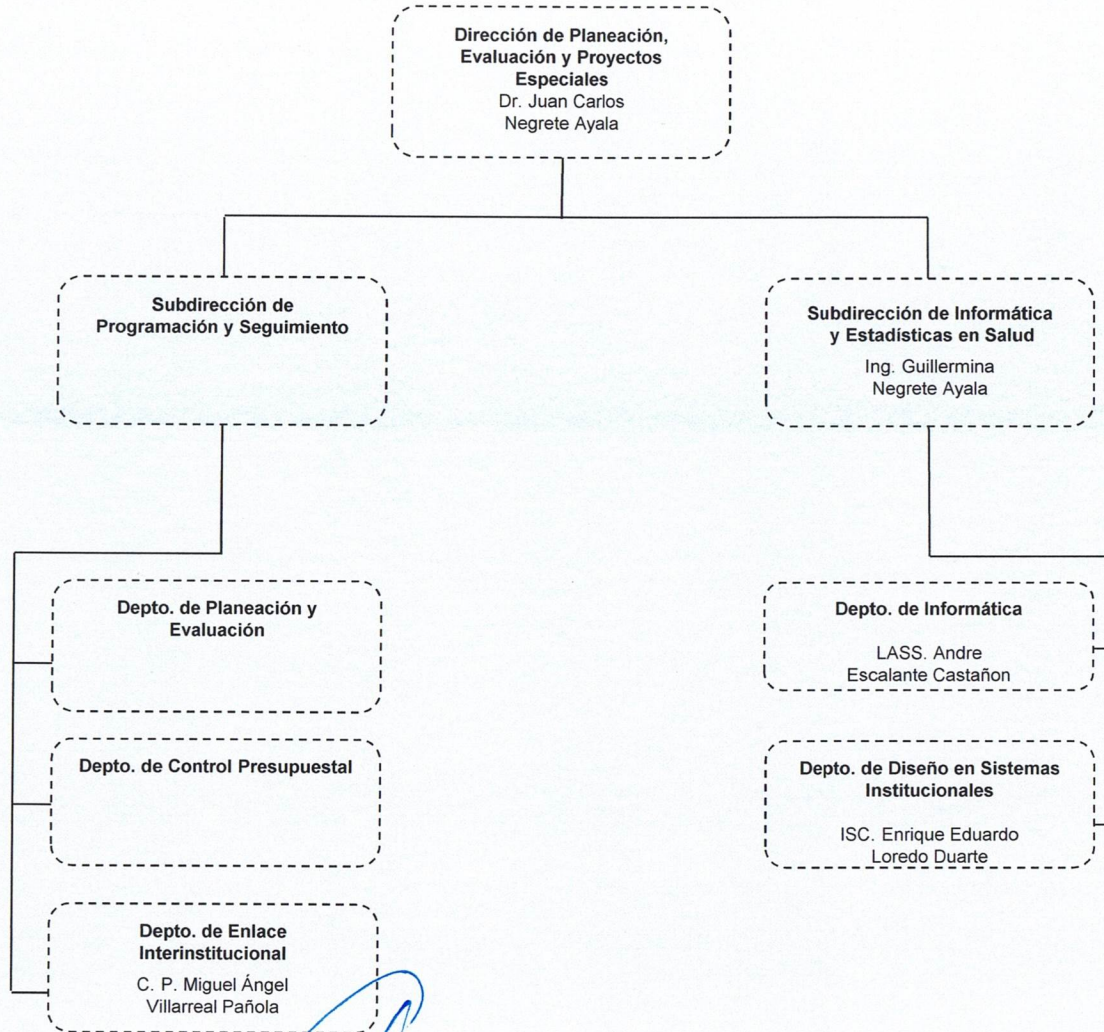 Dirección de Planeación,
Evaluación y Proyectos
Especiales
Dr. Juan Carlos
Negrete Ayala
Subdirección de
Programación y Seguimiento
Subdirección de Informática
y Estadísticas en Salud
Ing. Guillermina
Negrete Ayala
Depto. de Planeación y
Evaluación
Depto. de Control Presupuestal
Depto. de Enlace
Interinstitucional
C. P. Miguel Ángel
Villarreal Pañola
Depto. de Informática
LASS. Andre
Escalante Castañon
Depto. de Diseño en Sistemas
Institucionales
ISC. Enrique Eduardo
Loredo Duarte